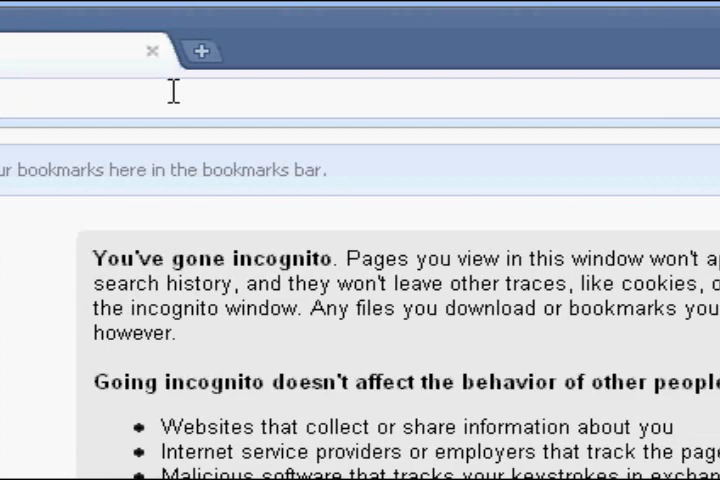 ur bookmarks here in the bookmarks bar.
You've gone incognito. Pages you view in this window won't a
search history, and they won't leave other traces, like cookies, o
the incognito window. Any files you download or bookmarks you
however.
Going incognito doesn't affect the behavior of other people
Websites that collect or share information about you
Internet service providers or employers that track the page
Malicious software that tracks your keystrokes in exchan